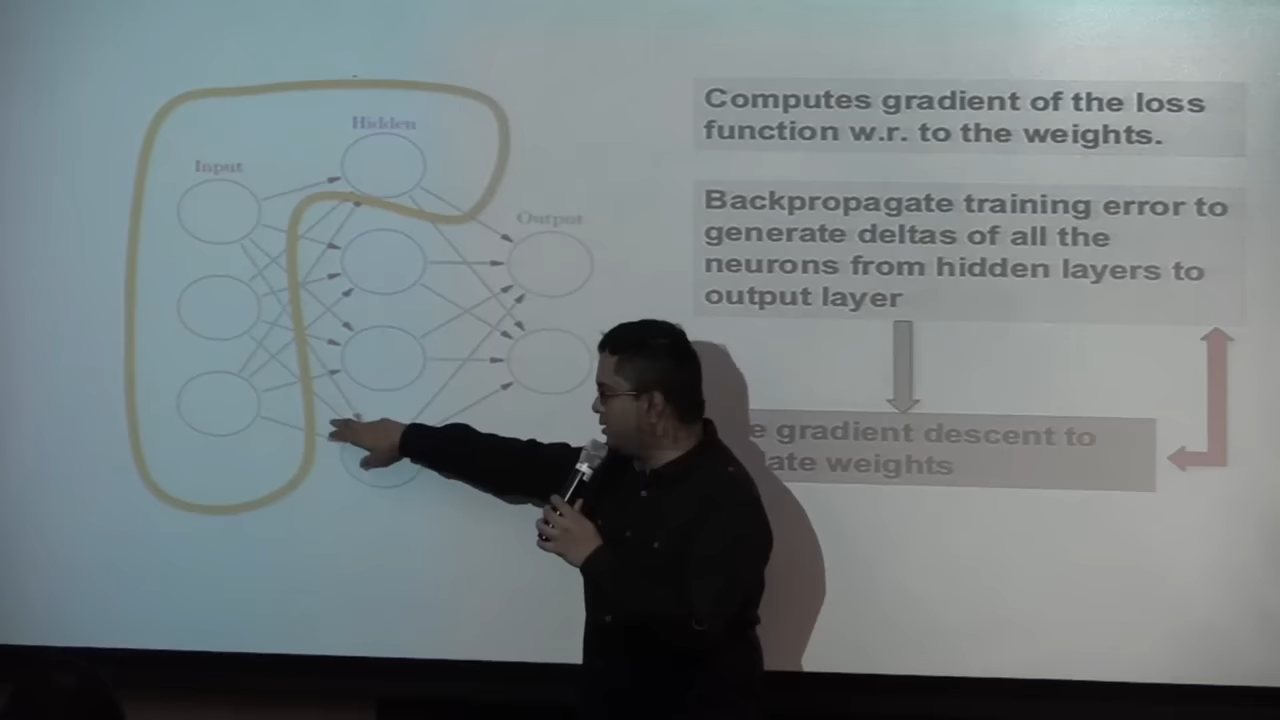 Hidden
Input
Output
Computes gradient of the loss
function w.r. to the weights.
Backpropagate training error to
generate deltas of all the
neurons from hidden layers to
output layer
gradient descent to
weights